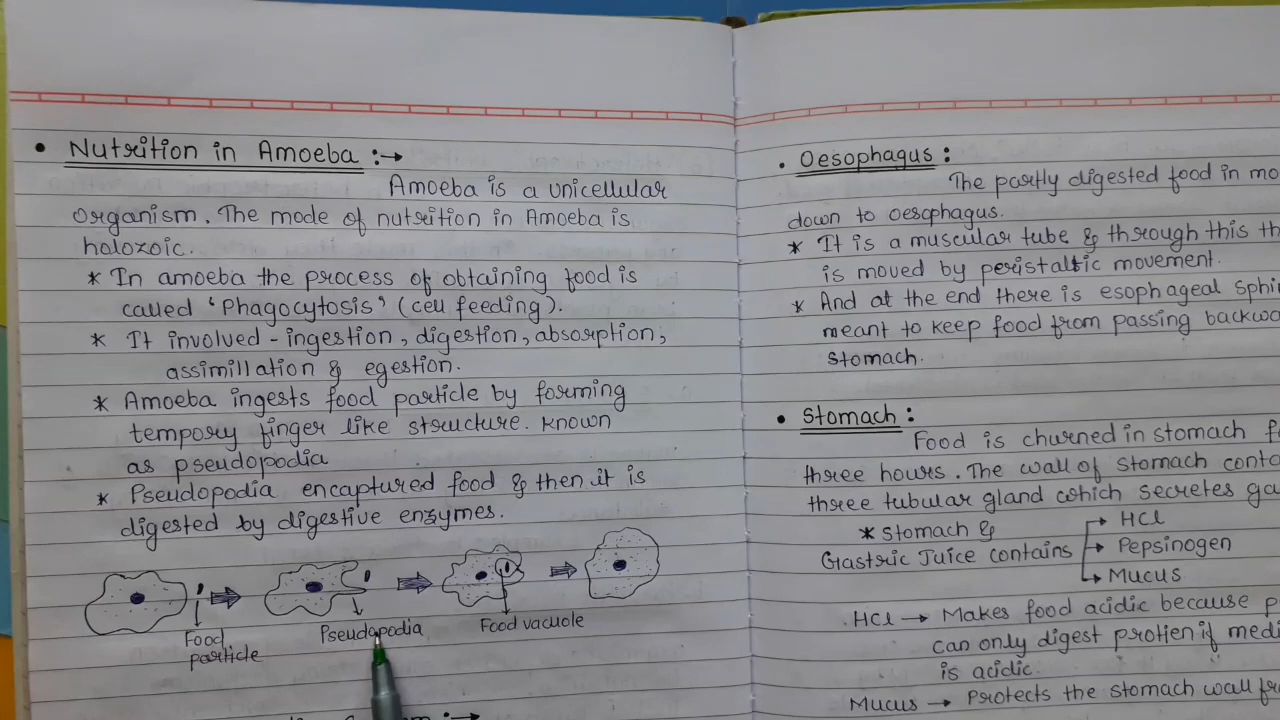 • Nutrition in Amoeba :→
Amoeba is a unicellular
organism. The mode of nutrition in Amoeba is
holozoic.
* In amoeba the process of obtaining food is
called 'Phagocytosis' (cell feeding).
* It involved - ingestion, digestion, absorption,
assimillation & egestion.
* Amoeba ingests food particle by forming
tempory finger like structure. known
as pseudopodia
* Pseudopodia encaptured food & then it is
digested by digestive enzymes.
Food
particle
Pseudopodia
Food vacuole
• Oesophagus :
The partly digested food in mo
down to oesophagus.
* It is a muscular tube & through this th
is moved by peristaltic movement.
* And at the end there is esophageal sphi
meant to keep food from passing backwa
stomach.
• Stomach :
Food is churned in stomach f
three hours. The wall of stomach conta
three tubular gland which secretes ga
* Stomach &
Gastric Juice contains
→ HCl
→ Pepsinogen
→ Mucus
HCl → Makes food acidic because p
can only digest protien if medi
is acidic.
Mucus → Protects the stomach wall fr